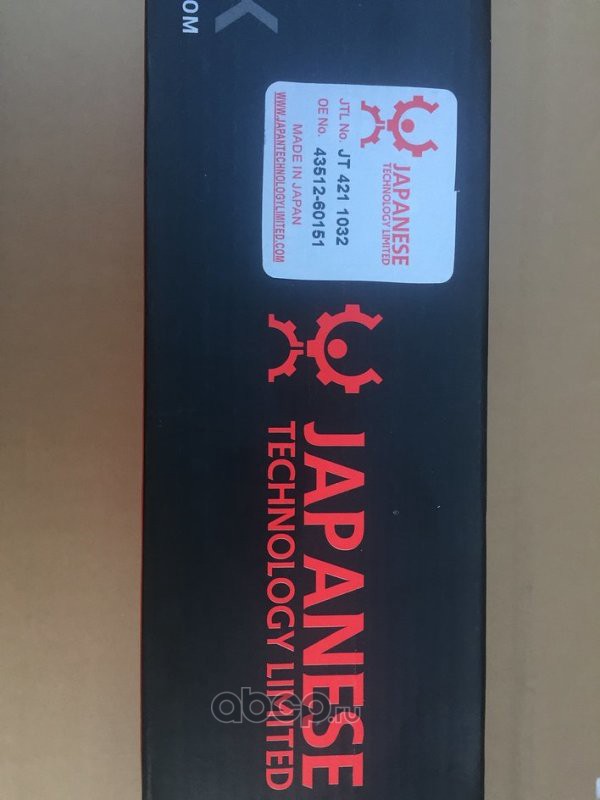 OM
JAPANESE
TECHNOLOGY LIMITED
JTL No. JT 421 1032
OE No. 43512-60151
MADE IN JAPAN
WWW.JAPANTECHNOLOGYLIMITED.COM
JAPANESE
TECHNOLOGY LIMITED
abcp.ru